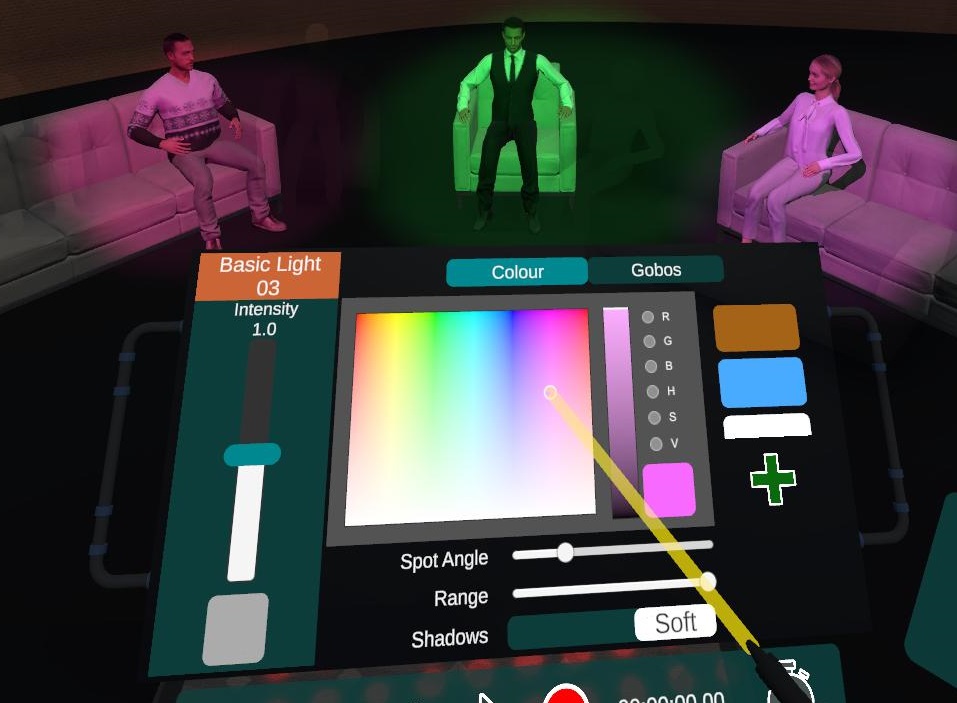 Basic Light
03
Intensity
1.0
Colour
Gobos
R
G
B
H
S
V
Spot Angle
Range
Shadows
Soft